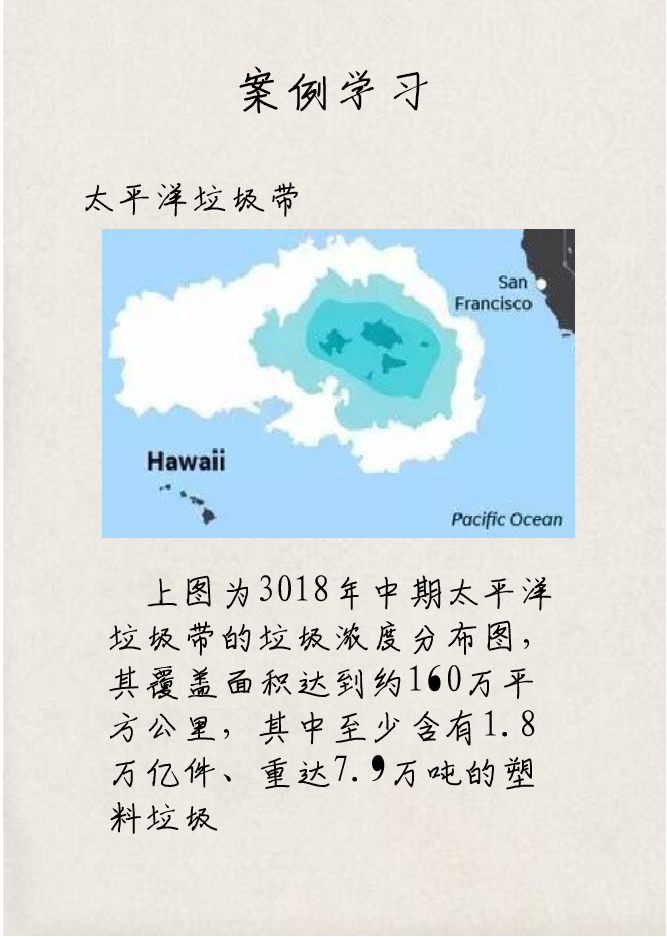 案例学习
太平洋垃圾带
San
Francisco
Hawaii
Pacific Ocean
上图为3018年中期太平洋
垃圾带的垃圾浓度分布图，
其覆盖面积达到约160万平
方公里，其中至少含有1.8
万亿件、重达7.9万吨的塑
料垃圾